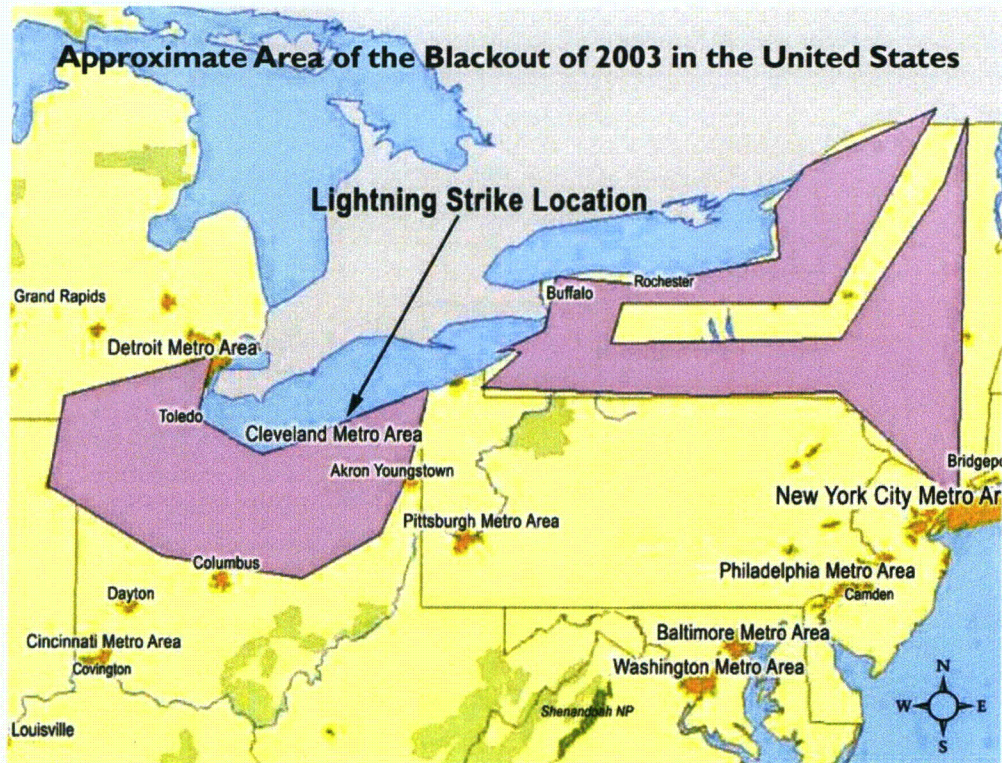 Approximate Area of the Blackout of 2003 in the United States
Lightning Strike Location
Grand Rapids
Buffalo
Rochester
Detroit Metro Area
Toledo
Cleveland Metro Area
Akron Youngstown
Bridgepo
New York City Metro Ar
Pittsburgh Metro Area
Columbus
Philadelphia Metro Area
Dayton
Camden
Cincinnati Metro Area
Baltimore Metro Area
Covington
Washington Metro Area
N
W
E
S
Shenandoah NP
Louisville